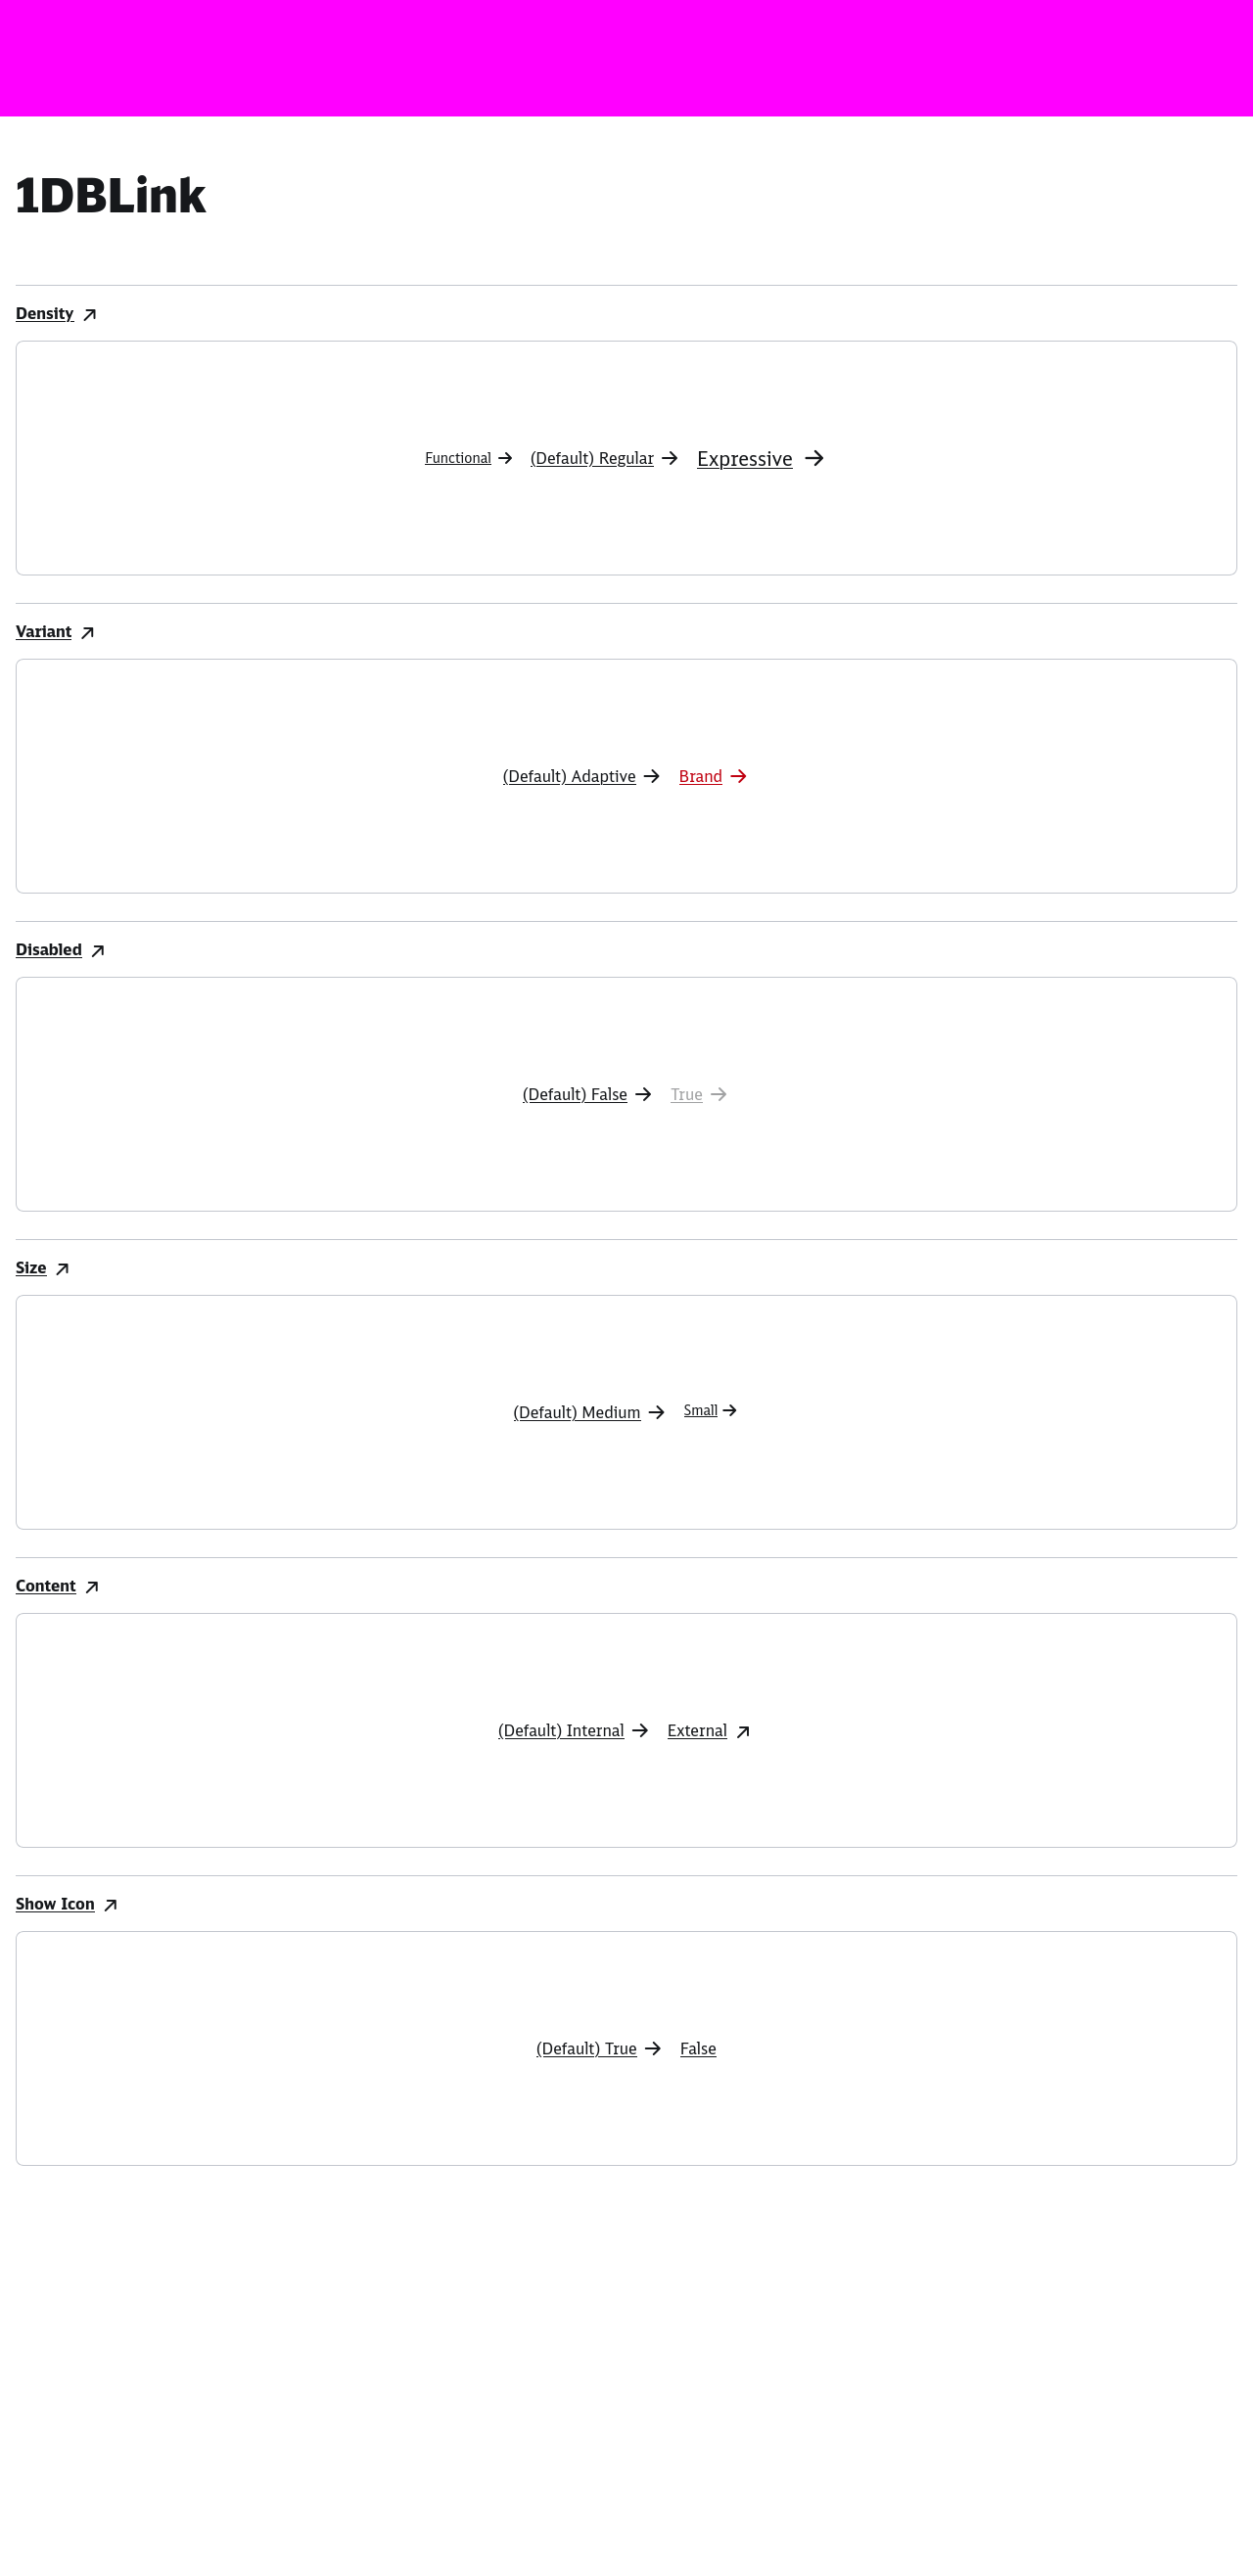 1DBLink
Density
Functional (Default) Regular Expressive
Variant
(Default) Adaptive Brand
Disabled
(Default) False True
Size
(Default) Medium Small
Content
(Default) Internal External
Show Icon
(Default) True False